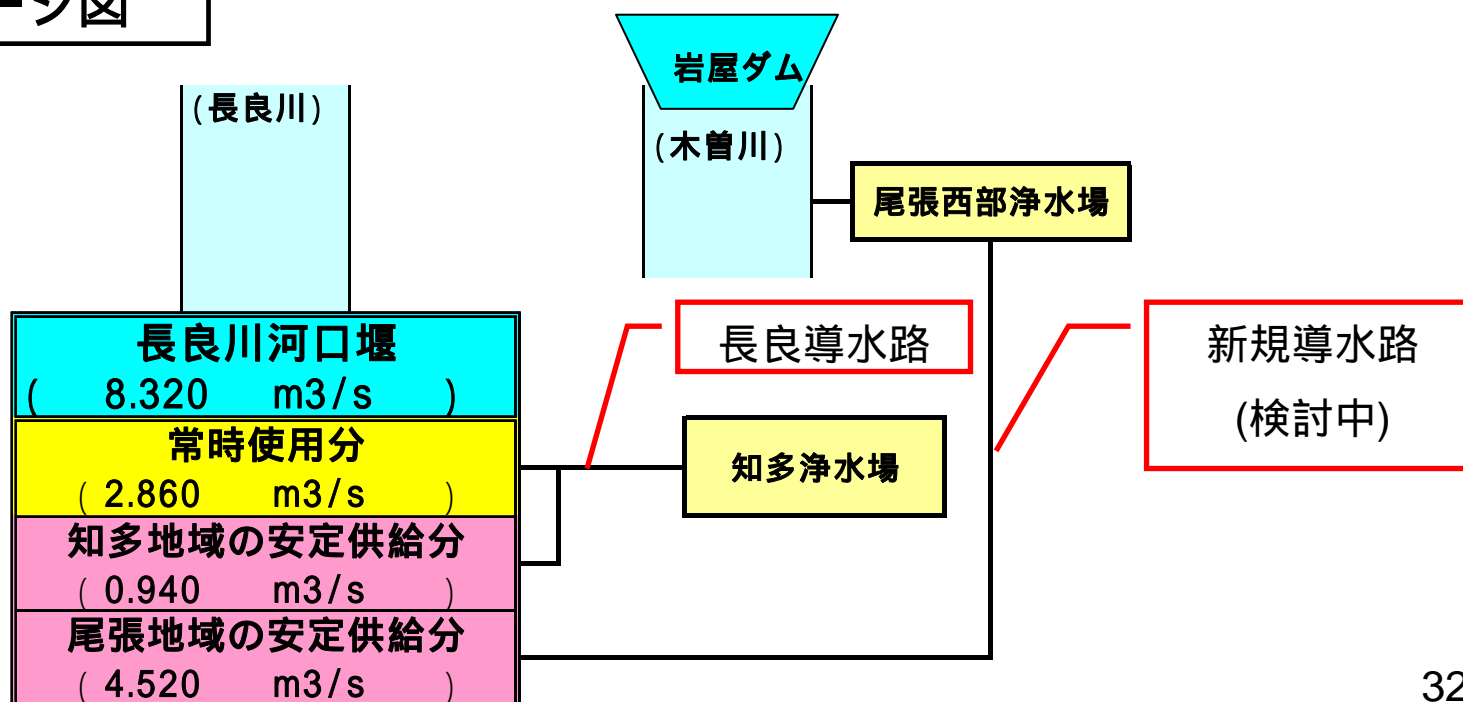 ージ図
岩屋ダム
(長良川)
(木曽川)
尾張西部浄水場
長良川河口堰
( 8.320 m3/s )
長良導水路
新規導水路
(検討中)
常時使用分
( 2.860 m3/s )
知多浄水場
知多地域の安定供給分
( 0.940 m3/s )
尾張地域の安定供給分
( 4.520 m3/s )
32